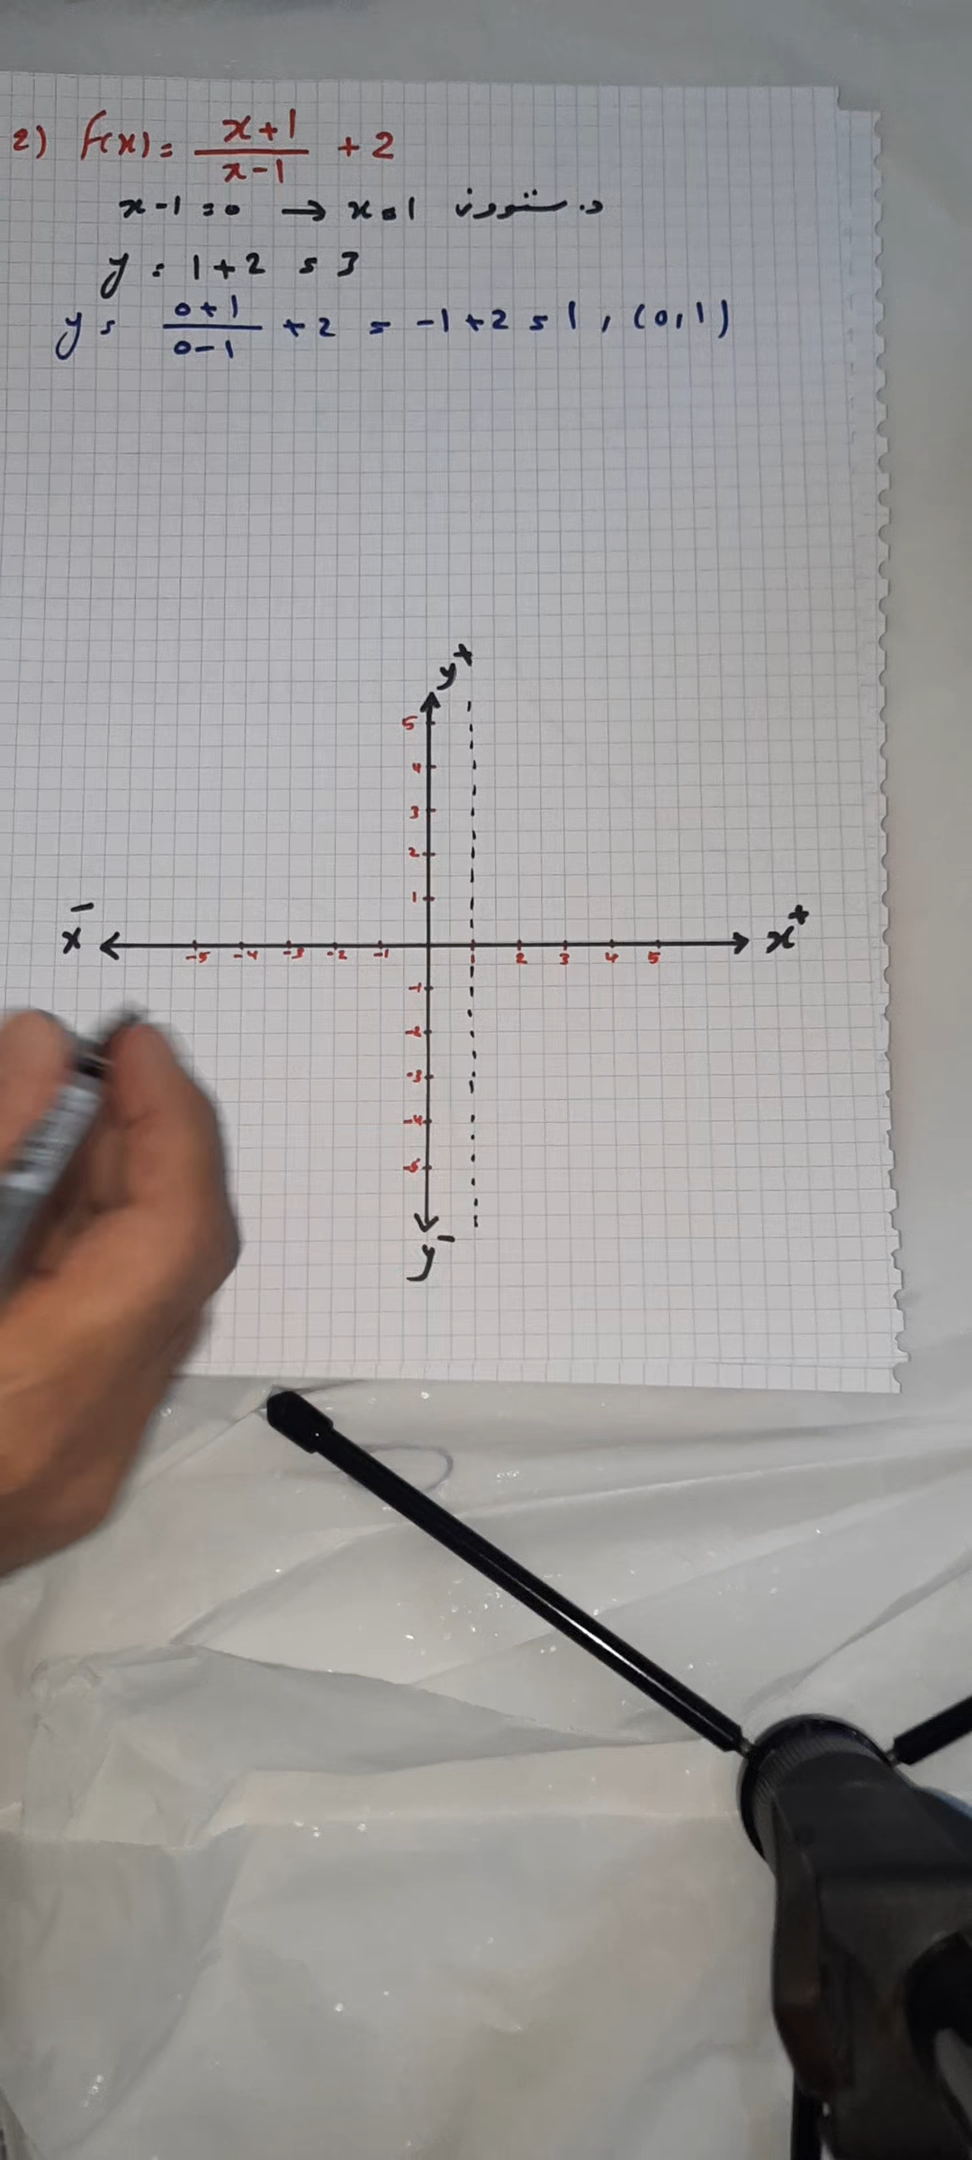 2) f(x) = x+1 / x-1 + 2
x-1 = 0 → x = 1
y = 1+2 = 3
y = 0+1 / 0-1 + 2 = -1+2 = 1 , (0,1)
y+
5
4
3
2
1
x- -5 -4 -3 -2 -1 1 2 3 4 5 x+
-1
-2
-3
-4
-5
y-